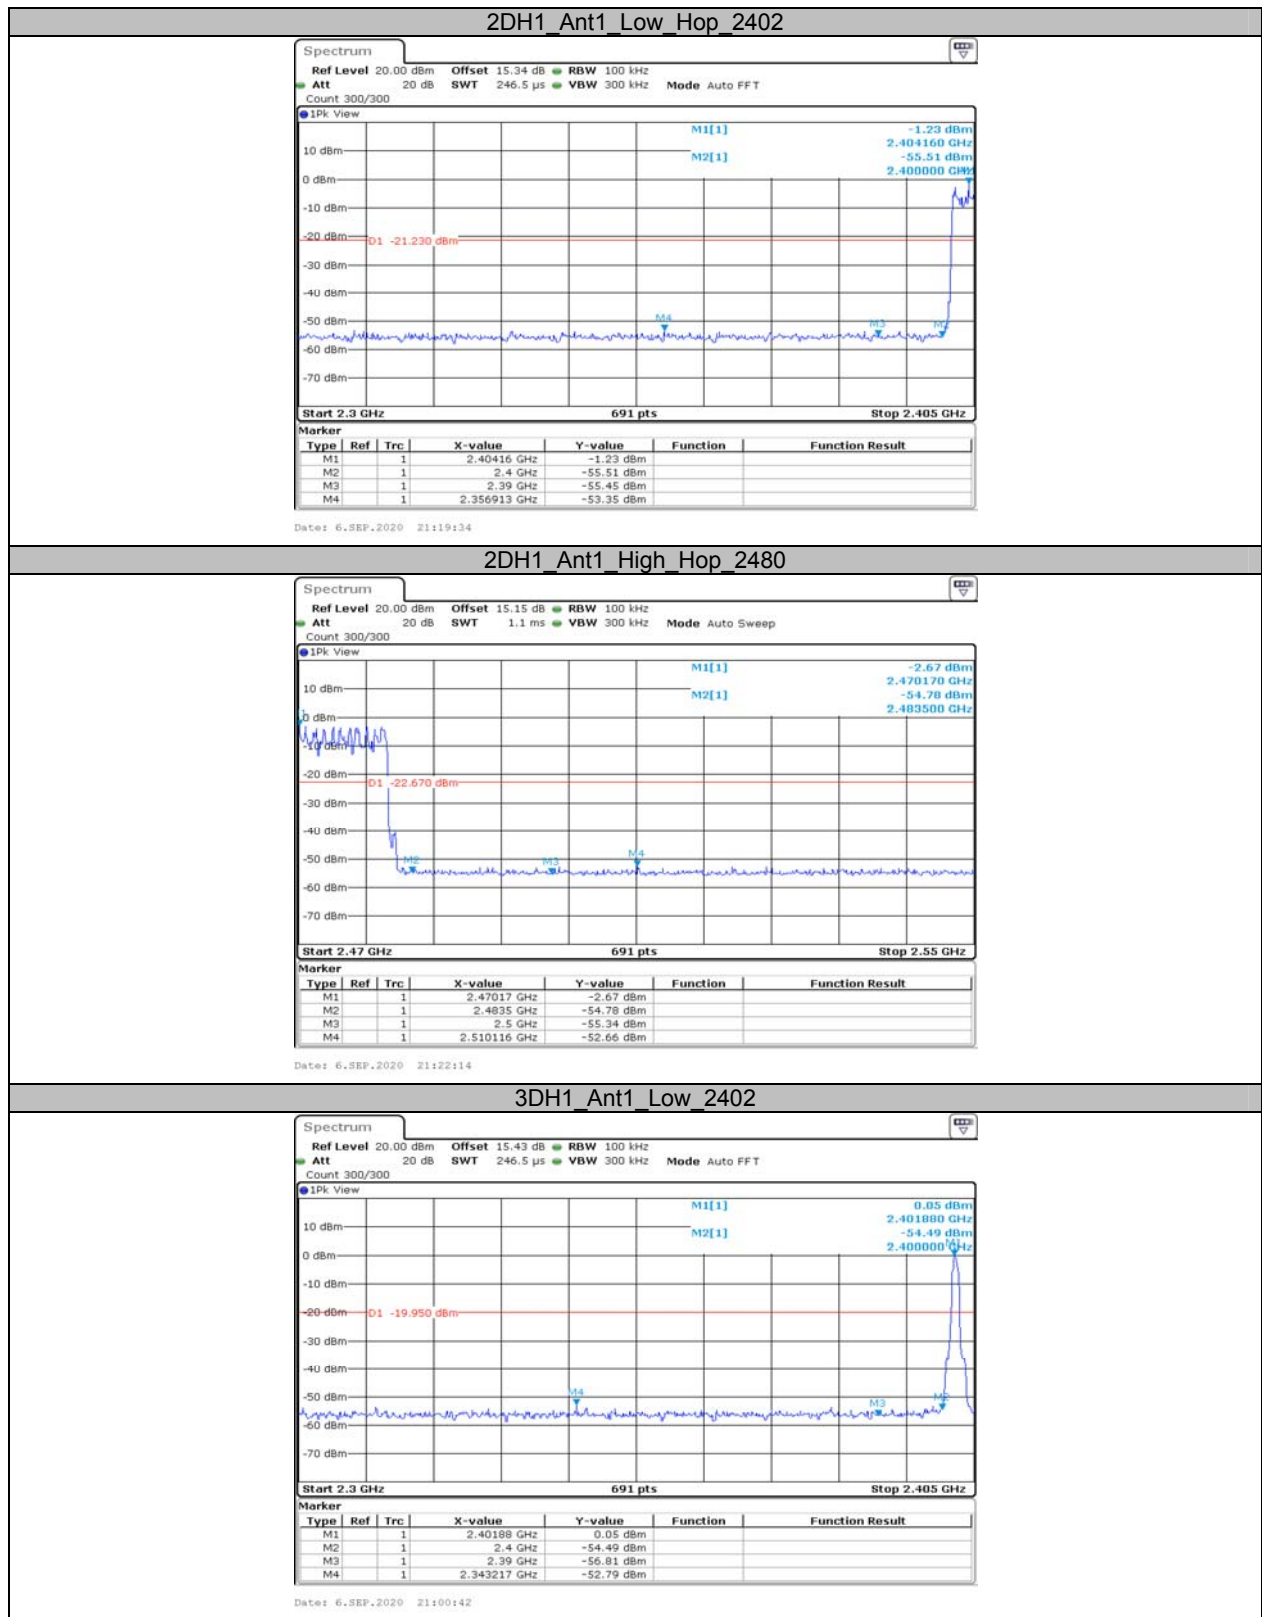 2DH1_Ant1_Low_Hop_2402
Spectrum
Ref Level 20.00 dBm Offset 15.34 dB RBW 100 kHz
Att 20 dB SWT 246.5 µs VBW 300 kHz Mode Auto FFT
Count 300/300
1Pk View
M1[1] -1.23 dBm
2.404160 GHz
M2[1] -55.51 dBm
2.400000 GHz
10 dBm
0 dBm
-10 dBm
-20 dBm
D1 -21.230 dBm
-30 dBm
-40 dBm
-50 dBm
M4 M3 M2
-60 dBm
-70 dBm
Start 2.3 GHz 691 pts Stop 2.405 GHz
Marker
Type Ref Trc X-value Y-value Function Function Result
M1 1 2.40416 GHz -1.23 dBm
M2 1 2.4 GHz -55.51 dBm
M3 1 2.39 GHz -55.45 dBm
M4 1 2.356913 GHz -53.35 dBm
Date: 6.SEP.2020 21:19:34
2DH1_Ant1_High_Hop_2480
Spectrum
Ref Level 20.00 dBm Offset 15.15 dB RBW 100 kHz
Att 20 dB SWT 1.1 ms VBW 300 kHz Mode Auto Sweep
Count 300/300
1Pk View
M1[1] -2.67 dBm
2.470170 GHz
M2[1] -54.78 dBm
2.483500 GHz
10 dBm
0 dBm
-10 dBm
-20 dBm
D1 -22.670 dBm
-30 dBm
-40 dBm
-50 dBm
M2 M3 M4
-60 dBm
-70 dBm
Start 2.47 GHz 691 pts Stop 2.55 GHz
Marker
Type Ref Trc X-value Y-value Function Function Result
M1 1 2.47017 GHz -2.67 dBm
M2 1 2.4835 GHz -54.78 dBm
M3 1 2.5 GHz -55.34 dBm
M4 1 2.510116 GHz -52.66 dBm
Date: 6.SEP.2020 21:22:14
3DH1_Ant1_Low_2402
Spectrum
Ref Level 20.00 dBm Offset 15.43 dB RBW 100 kHz
Att 20 dB SWT 246.5 µs VBW 300 kHz Mode Auto FFT
Count 300/300
1Pk View
M1[1] 0.05 dBm
2.401880 GHz
M2[1] -54.49 dBm
2.400000 GHz
M1
10 dBm
0 dBm
-10 dBm
-20 dBm
D1 -19.950 dBm
-30 dBm
-40 dBm
-50 dBm
M4 M3 M2
-60 dBm
-70 dBm
Start 2.3 GHz 691 pts Stop 2.405 GHz
Marker
Type Ref Trc X-value Y-value Function Function Result
M1 1 2.40188 GHz 0.05 dBm
M2 1 2.4 GHz -54.49 dBm
M3 1 2.39 GHz -56.81 dBm
M4 1 2.343217 GHz -52.79 dBm
Date: 6.SEP.2020 21:00:42